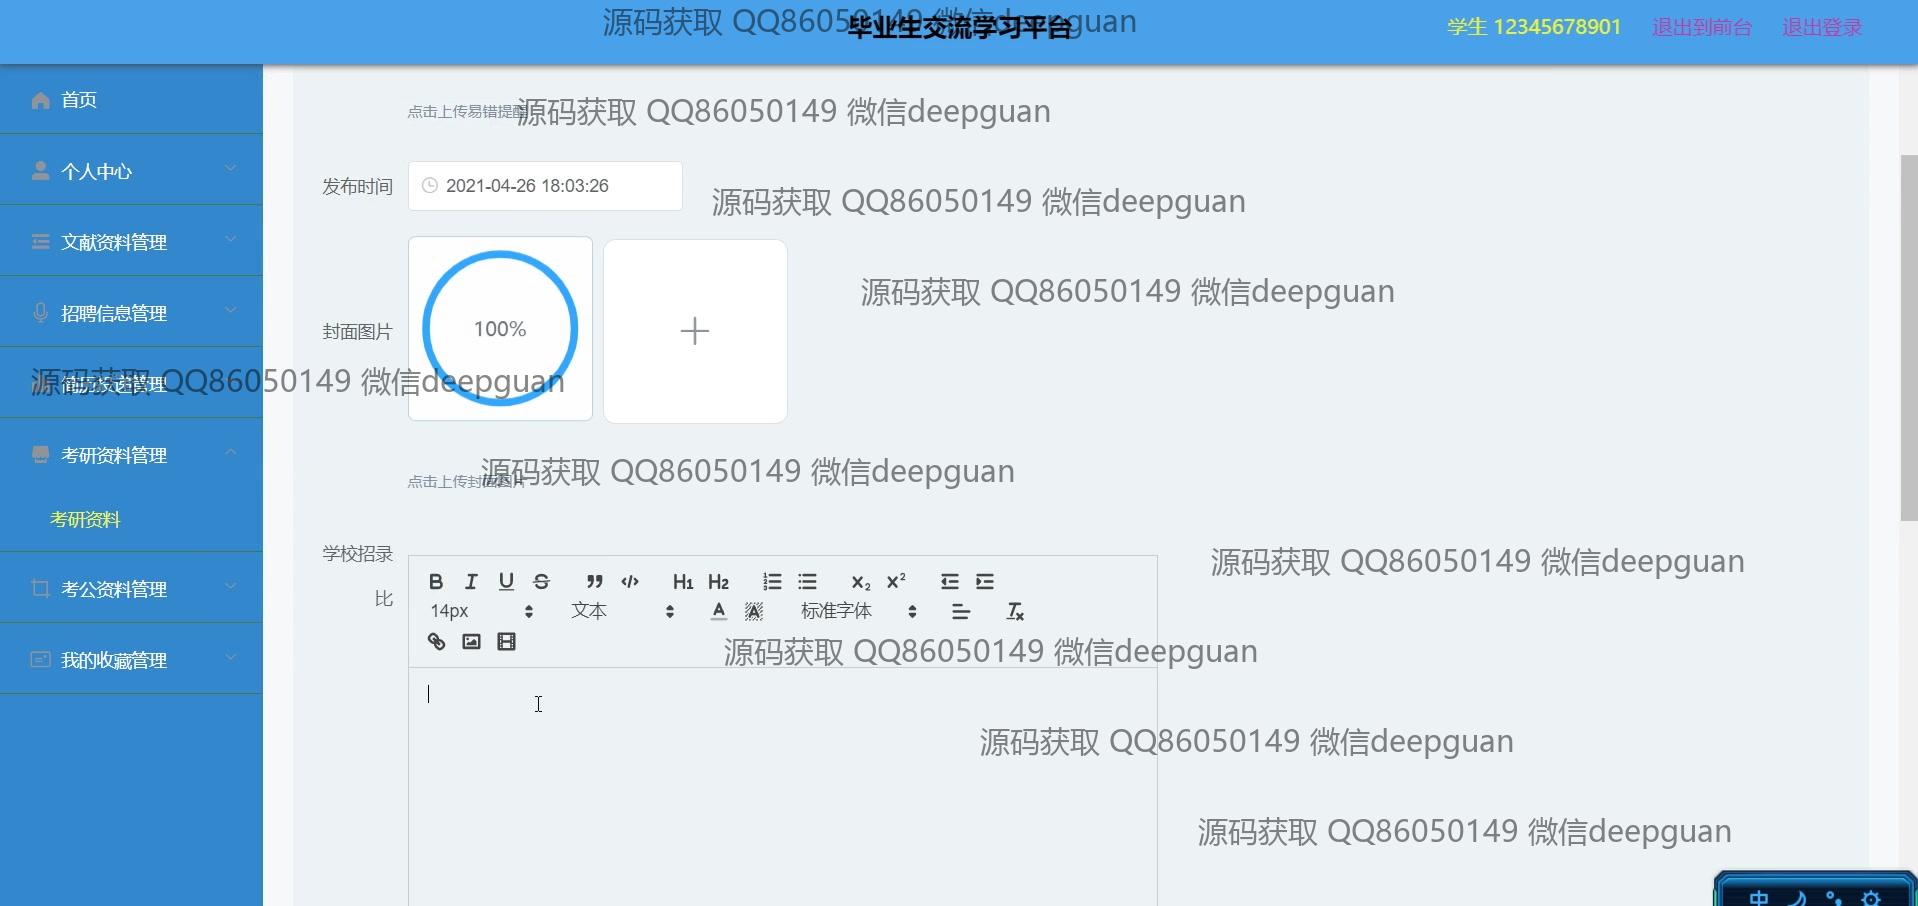 源码获取 QQ86050149 微信deepguan
毕业生交流学习平台
学生 12345678901
退出到前台
退出登录
首页
个人中心
文献资料管理
招聘信息管理
源码获取 QQ86050149 微信deepguan
考研资料管理
考研资料
考公资料管理
我的收藏管理
点击上传易错提醒
源码获取 QQ86050149 微信deepguan
发布时间
2021-04-26 18:03:26
源码获取 QQ86050149 微信deepguan
源码获取 QQ86050149 微信deepguan
封面图片
100%
点击上传封面图片
源码获取 QQ86050149 微信deepguan
学校招录
比
源码获取 QQ86050149 微信deepguan
H1 H2
14px
文本
标准字体
源码获取 QQ86050149 微信deepguan
源码获取 QQ86050149 微信deepguan
源码获取 QQ86050149 微信deepguan
中